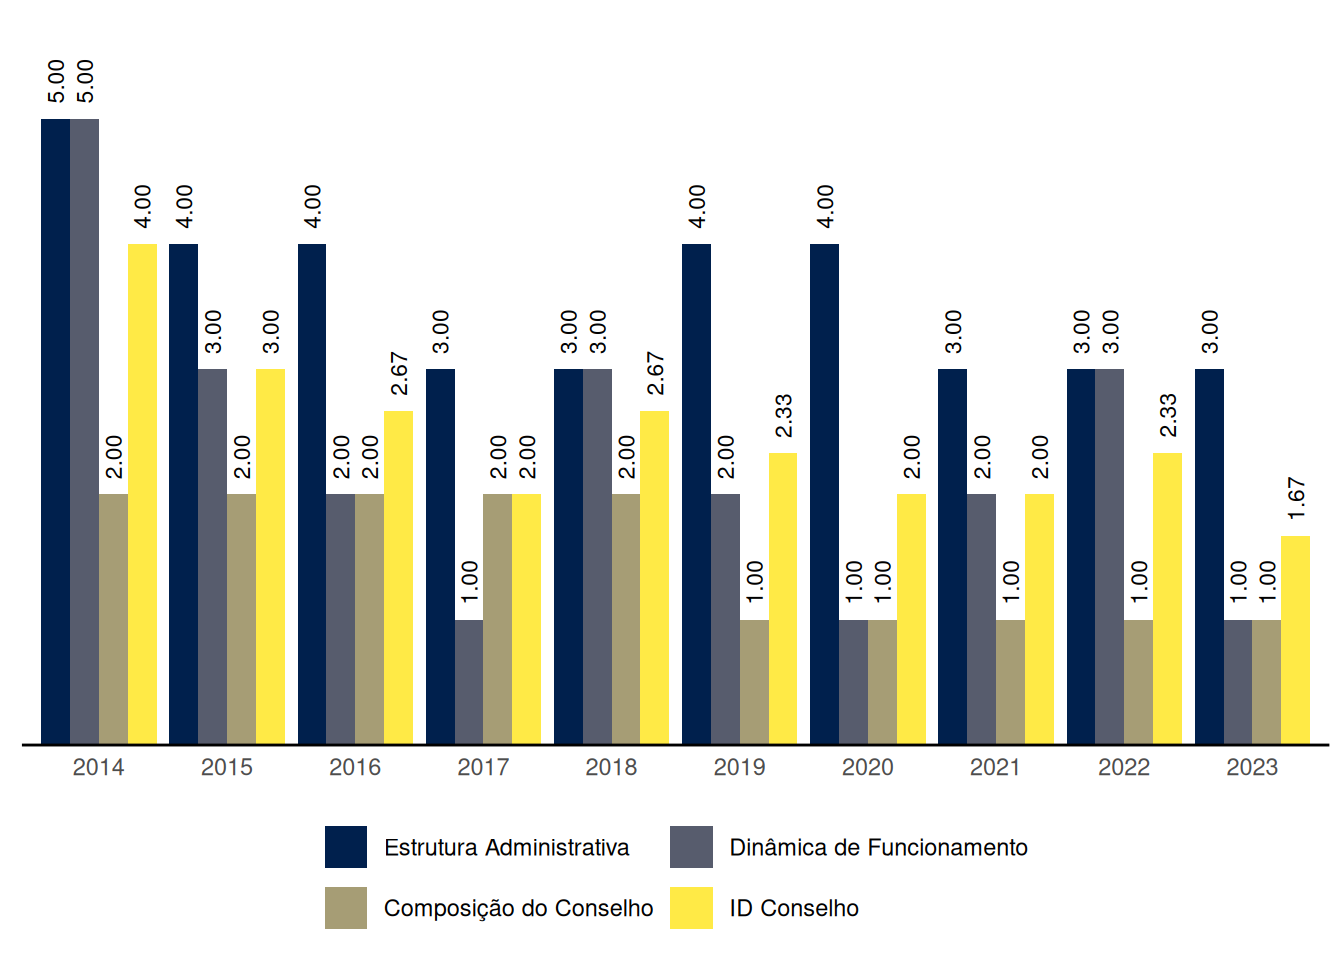 5.00 5.00 2.00 4.00
4.00 3.00 2.00 3.00
4.00 2.00 2.00 2.67
3.00 1.00 2.00 2.00
3.00 3.00 2.00 2.67
4.00 2.00 1.00 2.33
4.00 1.00 1.00 2.00
3.00 2.00 1.00 2.00
3.00 3.00 1.00 2.33
3.00 1.00 1.00 1.67
2014 2015 2016 2017 2018 2019 2020 2021 2022 2023
Estrutura Administrativa Dinâmica de Funcionamento
Composição do Conselho ID Conselho